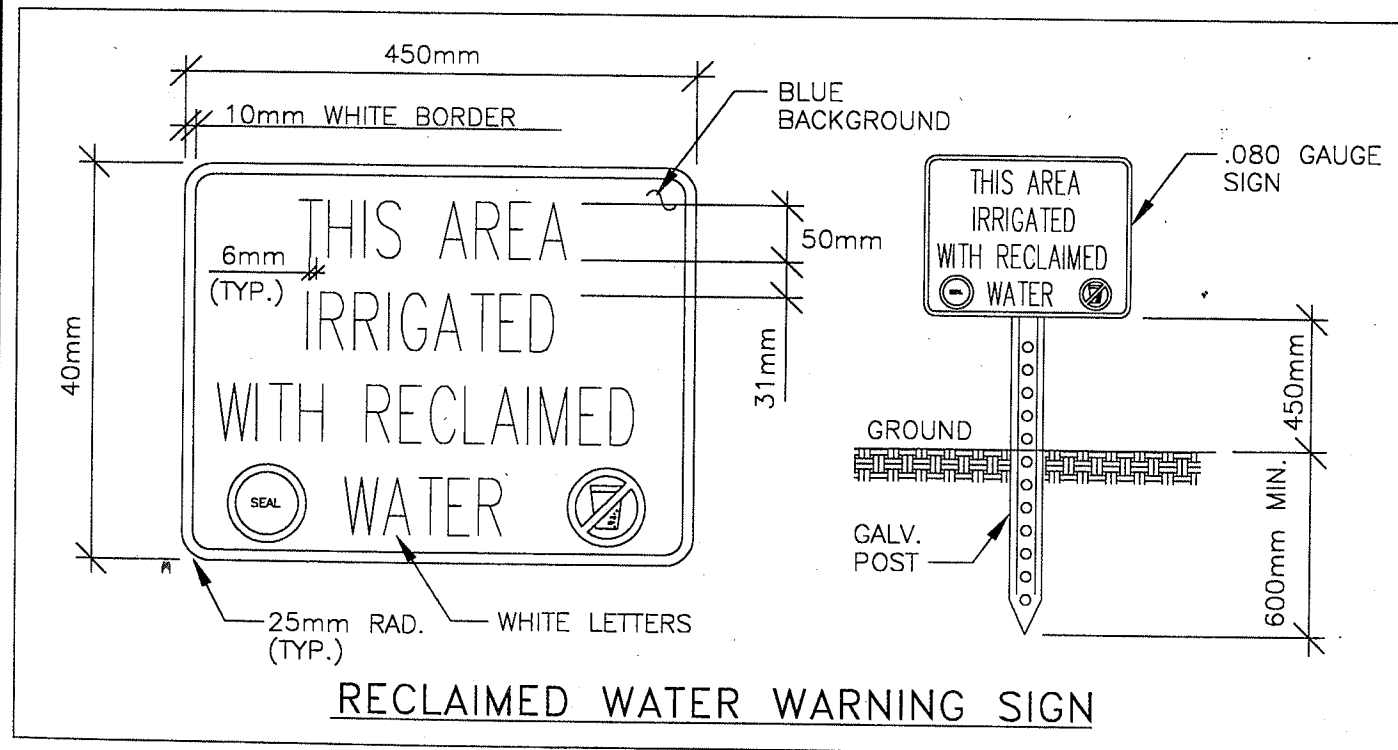 450mm
10mm WHITE BORDER
BLUE
BACKGROUND
THIS AREA
IRRIGATED
WITH RECLAIMED
WATER
SEAL
6mm
(TYP.)
50mm
31mm
40mm
25mm RAD.
(TYP.)
WHITE LETTERS
.080 GAUGE
SIGN
THIS AREA
IRRIGATED
WITH RECLAIMED
WATER
SEAL
450mm
GROUND
GALV.
POST
600mm MIN.
RECLAIMED WATER WARNING SIGN